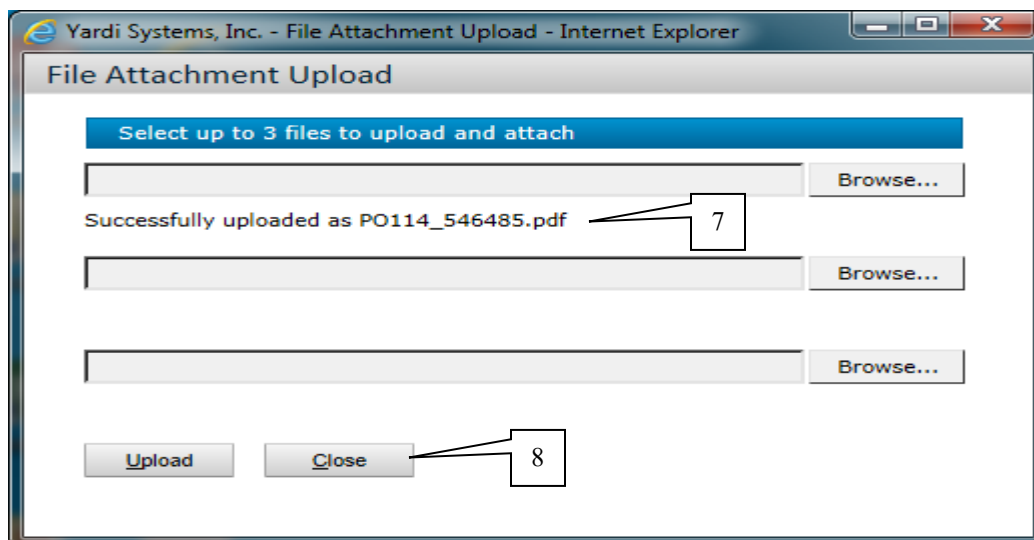 Yardi Systems, Inc. - File Attachment Upload - Internet Explorer
File Attachment Upload
Select up to 3 files to upload and attach
Browse...
Successfully uploaded as PO114_546485.pdf
7
Browse...
Browse...
Upload
Close
8